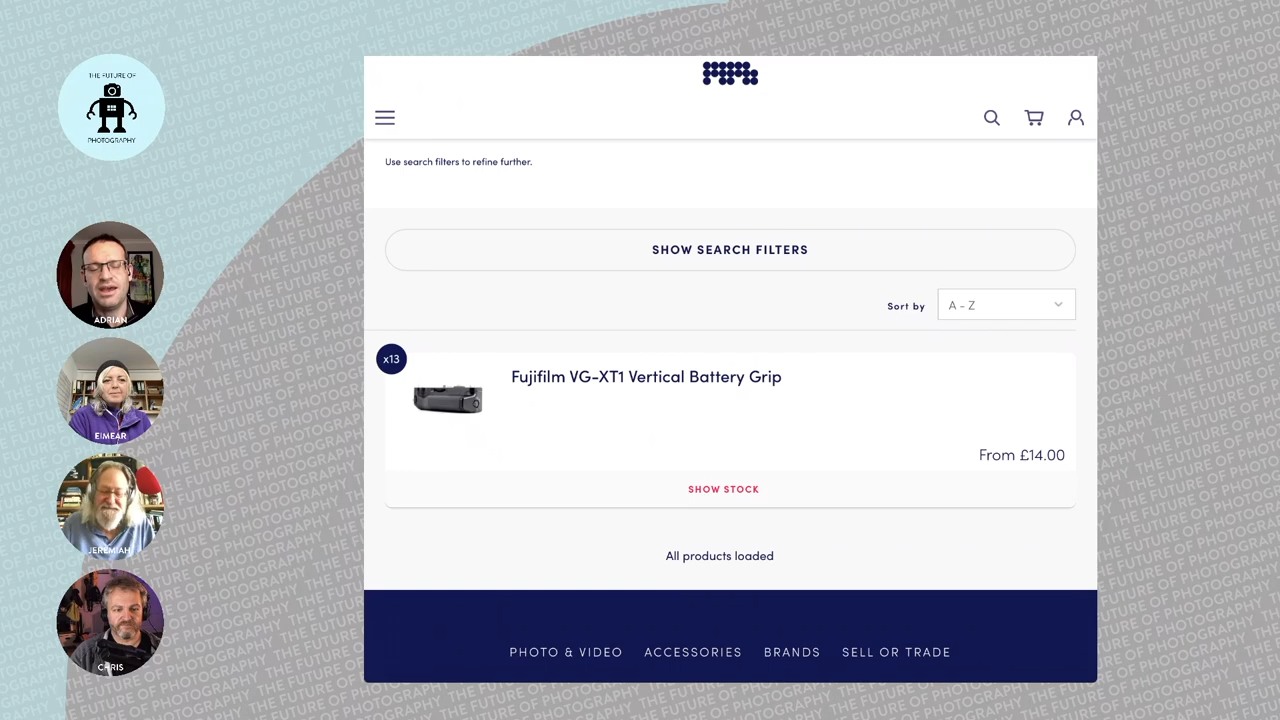 THE FUTURE OF
PHOTOGRAPHY
ADRIAN
EIMEAR
JEREMIAH
CHRIS
Use search filters to refine further.
SHOW SEARCH FILTERS
Sort by
A - Z
x13
Fujifilm VG-XT1 Vertical Battery Grip
From £14.00
SHOW STOCK
All products loaded
PHOTO & VIDEO ACCESSORIES BRANDS SELL OR TRADE
THE FUTURE OF PHOTOGRAPHY